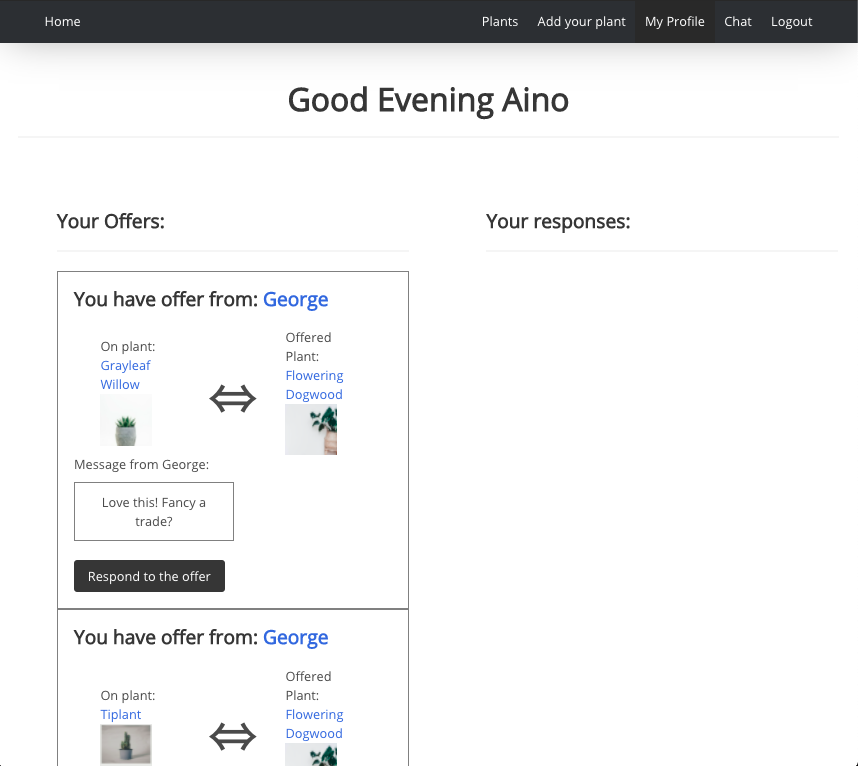 Home
Plants
Add your plant
My Profile
Chat
Logout
Good Evening Aino
Your Offers:
You have offer from: George
On plant:
Grayleaf
Willow
Offered
Plant:
Flowering
Dogwood
Message from George:
Love this! Fancy a
trade?
Respond to the offer
You have offer from: George
On plant:
Tiplant
Offered
Plant:
Flowering
Dogwood
Your responses: